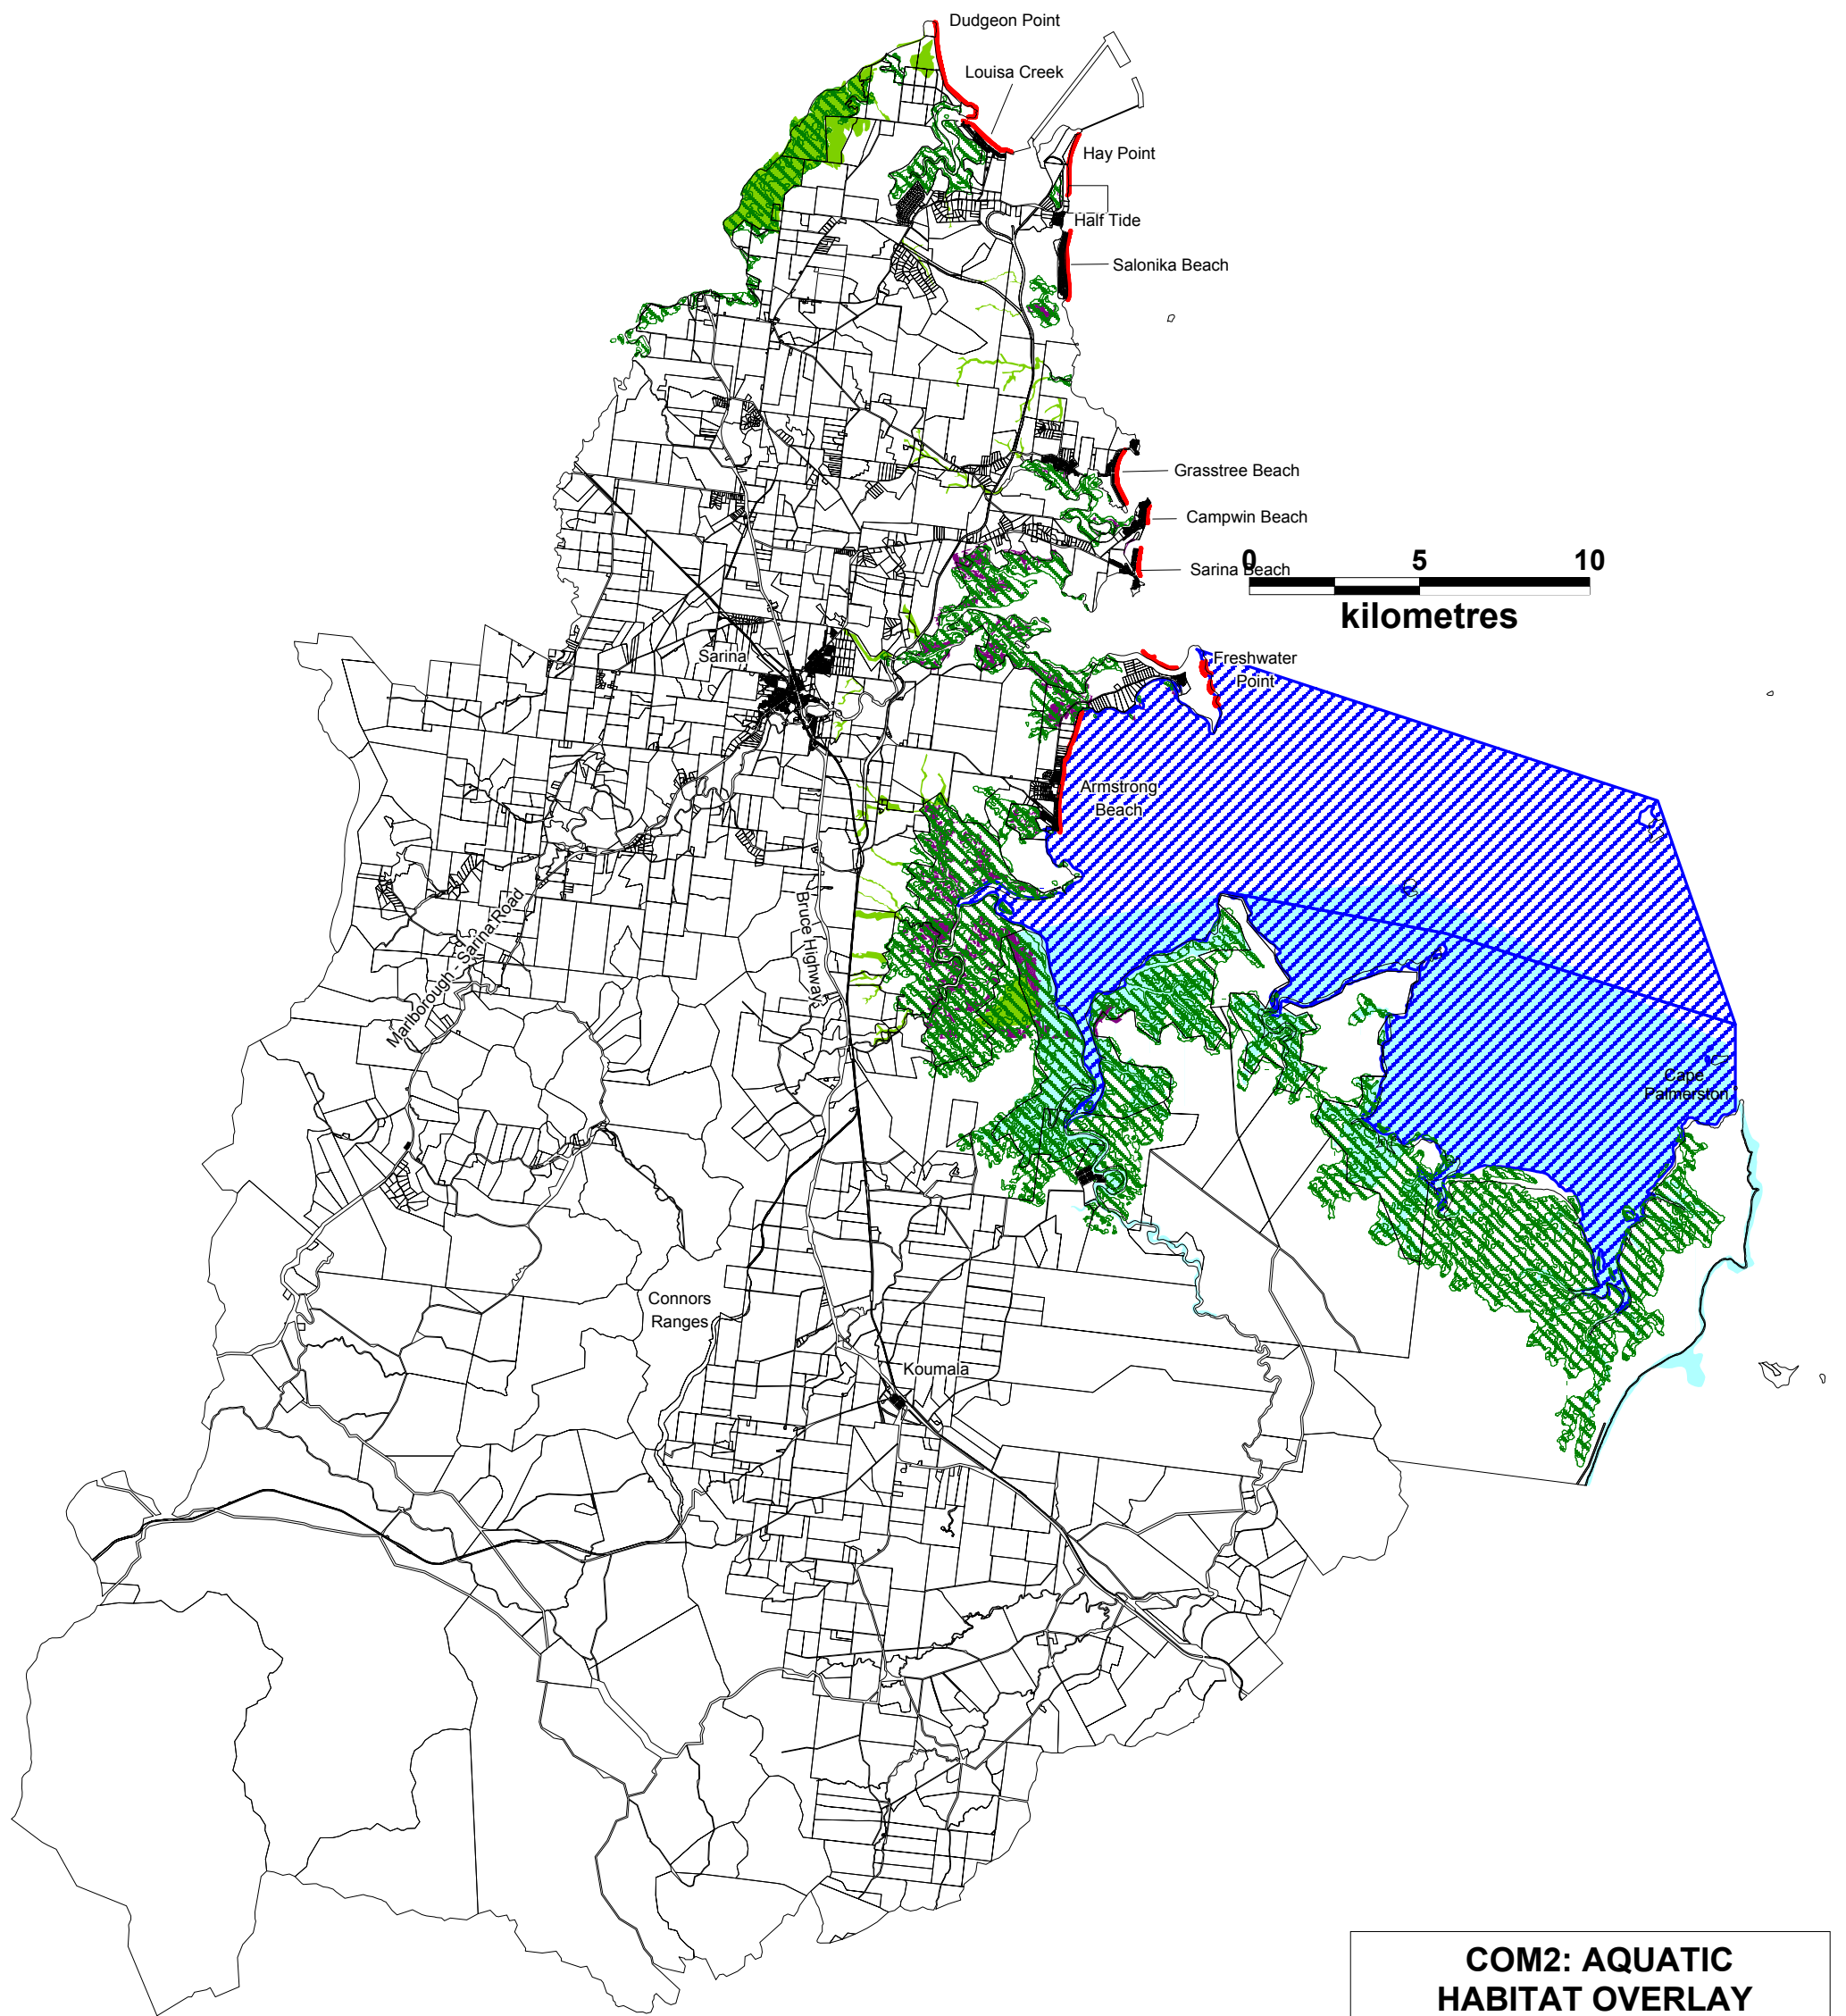 Dudgeon Point
Louisa Creek
Hay Point
Half Tide
Salonika Beach
Grasstree Beach
Campwin Beach
Sarina Beach
0 5 10
kilometres
Sarina
Freshwater
Point
Armstrong
Beach
Marlborough - Sarina Road
Bruce Highway
Cape
Palmerston
Connors
Ranges
Koumala
COM2: AQUATIC
HABITAT OVERLAY